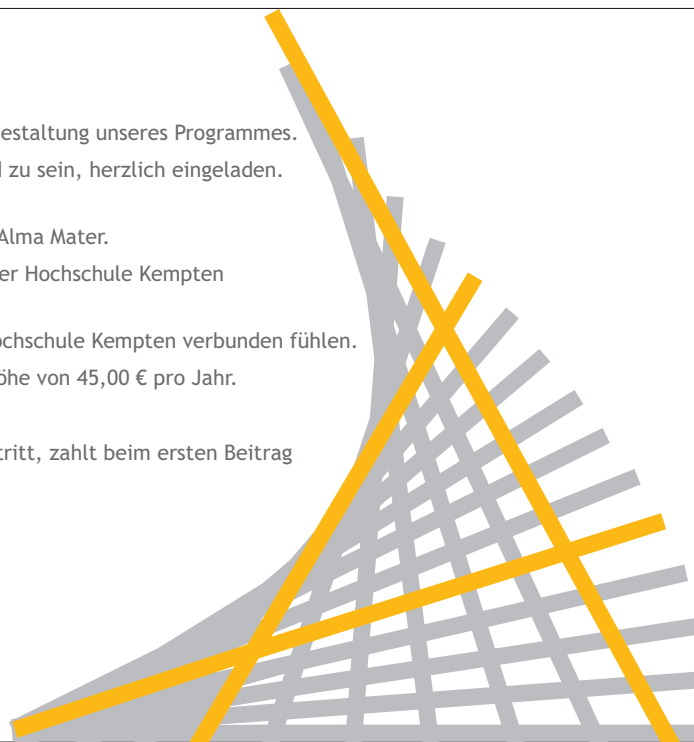 estaltung unseres Programmes.
zu sein, herzlich eingeladen.
Alma Mater.
er Hochschule Kempten
ochschule Kempten verbunden fühlen.
öhe von 45,00 € pro Jahr.
tritt, zahlt beim ersten Beitrag